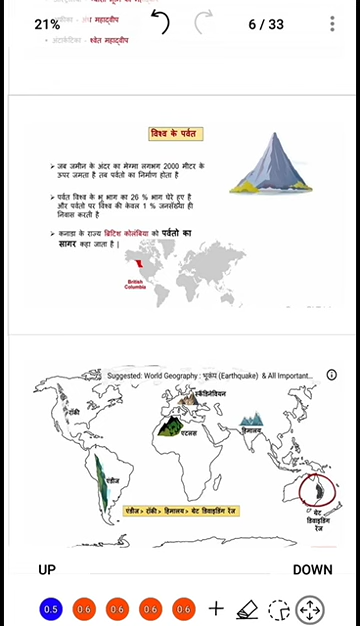 21%
6 / 33
महाद्वीप
अंटार्कटिका - श्वेत महाद्वीप
विश्व के पर्वत
➢ जब जमीन के अंदर का मेग्मा लगभग 2000 मीटर के
ऊपर जमता है तब पर्वतो का निर्माण होता है
➢ पर्वत विश्व के भू भाग का 26 % भाग घेरे हुए है
और पर्वतो पर विश्व की केवल 1 % जनसंख्या ही
निवास करती है
➢ कनाडा के राज्य ब्रिटिश कोलंबिया को पर्वतो का
सागर कहा जाता है |
British
Columbia
Suggested: World Geography : भूकंप (Earthquake) & All Important...
स्कैंडिनेवियन
रॉकी
एटलस
हिमालय
एंडीज
एंडीज > रॉकी > हिमालय > ग्रेट डिवाइडिंग रेंज
ग्रेट
डिवाइडिंग
रेंज
UP
DOWN
0.5
0.6
0.6
0.6
0.6